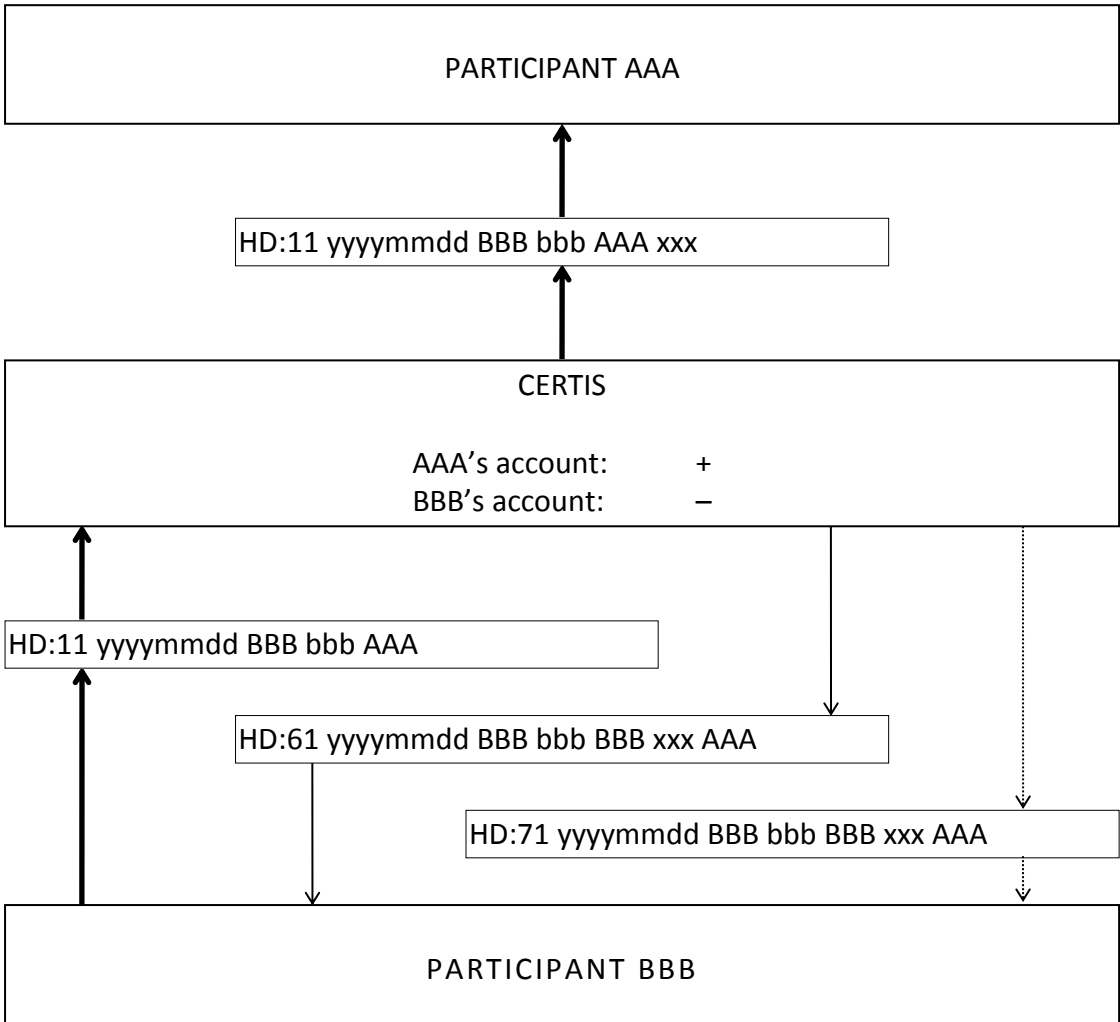 PARTICIPANT AAA
HD:11 yyyymmdd BBB bbb AAA xxx
CERTIS
AAA’s account: +
BBB’s account: –
HD:11 yyyymmdd BBB bbb AAA
HD:61 yyyymmdd BBB bbb BBB xxx AAA
HD:71 yyyymmdd BBB bbb BBB xxx AAA
PARTICIPANT BBB